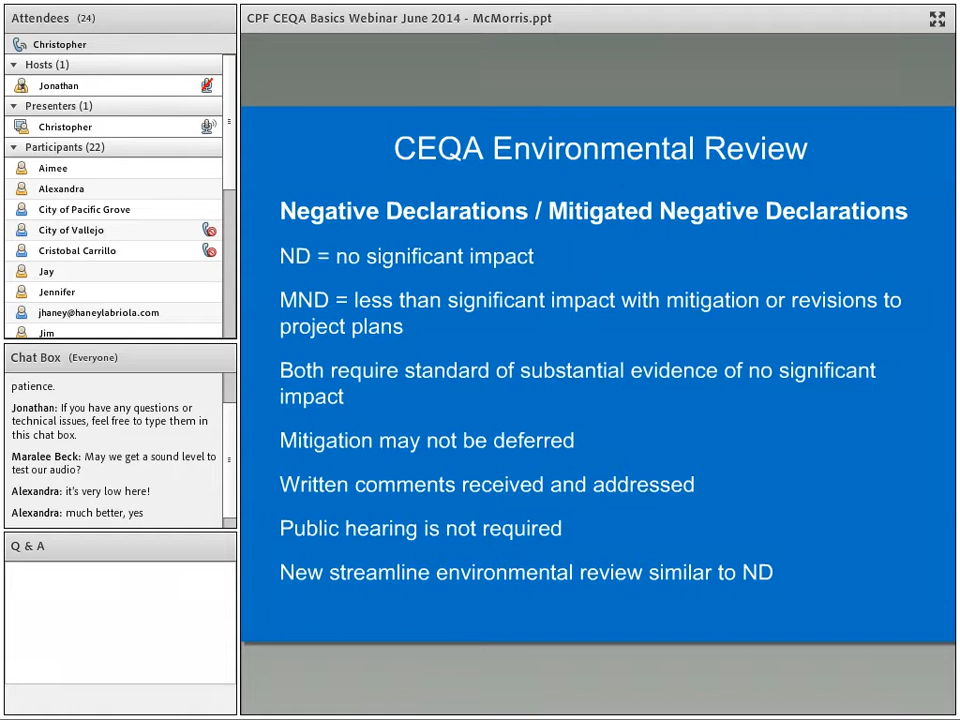 Attendees (24)
Christopher
Hosts (1)
Jonathan
Presenters (1)
Christopher
Participants (22)
Aimee
Alexandra
City of Pacific Grove
City of Vallejo
Cristobal Carrillo
Jay
Jennifer
jhaney@haneylabriola.com
Jim
Chat Box (Everyone)
patience.
Jonathan: If you have any questions or
technical issues, feel free to type them in
this chat box.
Maralee Beck: May we get a sound level to
test our audio?
Alexandra: it's very low here!
Alexandra: much better, yes
Q & A
CPF CEQA Basics Webinar June 2014 - McMorris.ppt
CEQA Environmental Review
Negative Declarations / Mitigated Negative Declarations
ND = no significant impact
MND = less than significant impact with mitigation or revisions to
project plans
Both require standard of substantial evidence of no significant
impact
Mitigation may not be deferred
Written comments received and addressed
Public hearing is not required
New streamline environmental review similar to ND